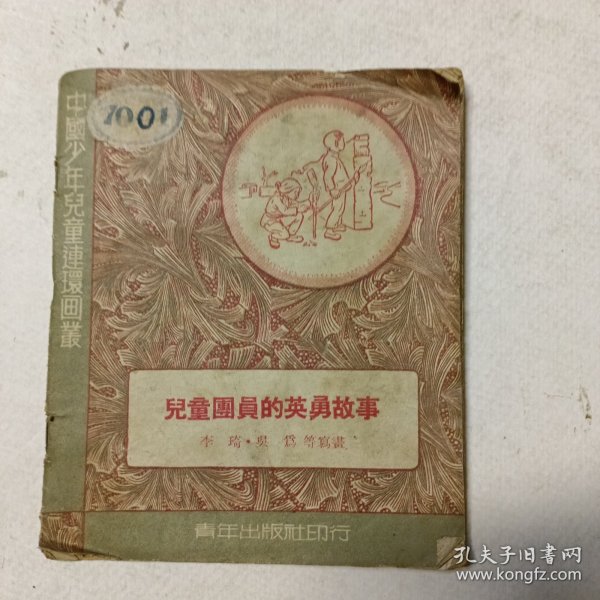 中國少年兒童連環畫叢
1001
兒童團員的英勇故事
李琦·吳為等寫畫
青年出版社印行
孔夫子旧书网
www.kongfz.com